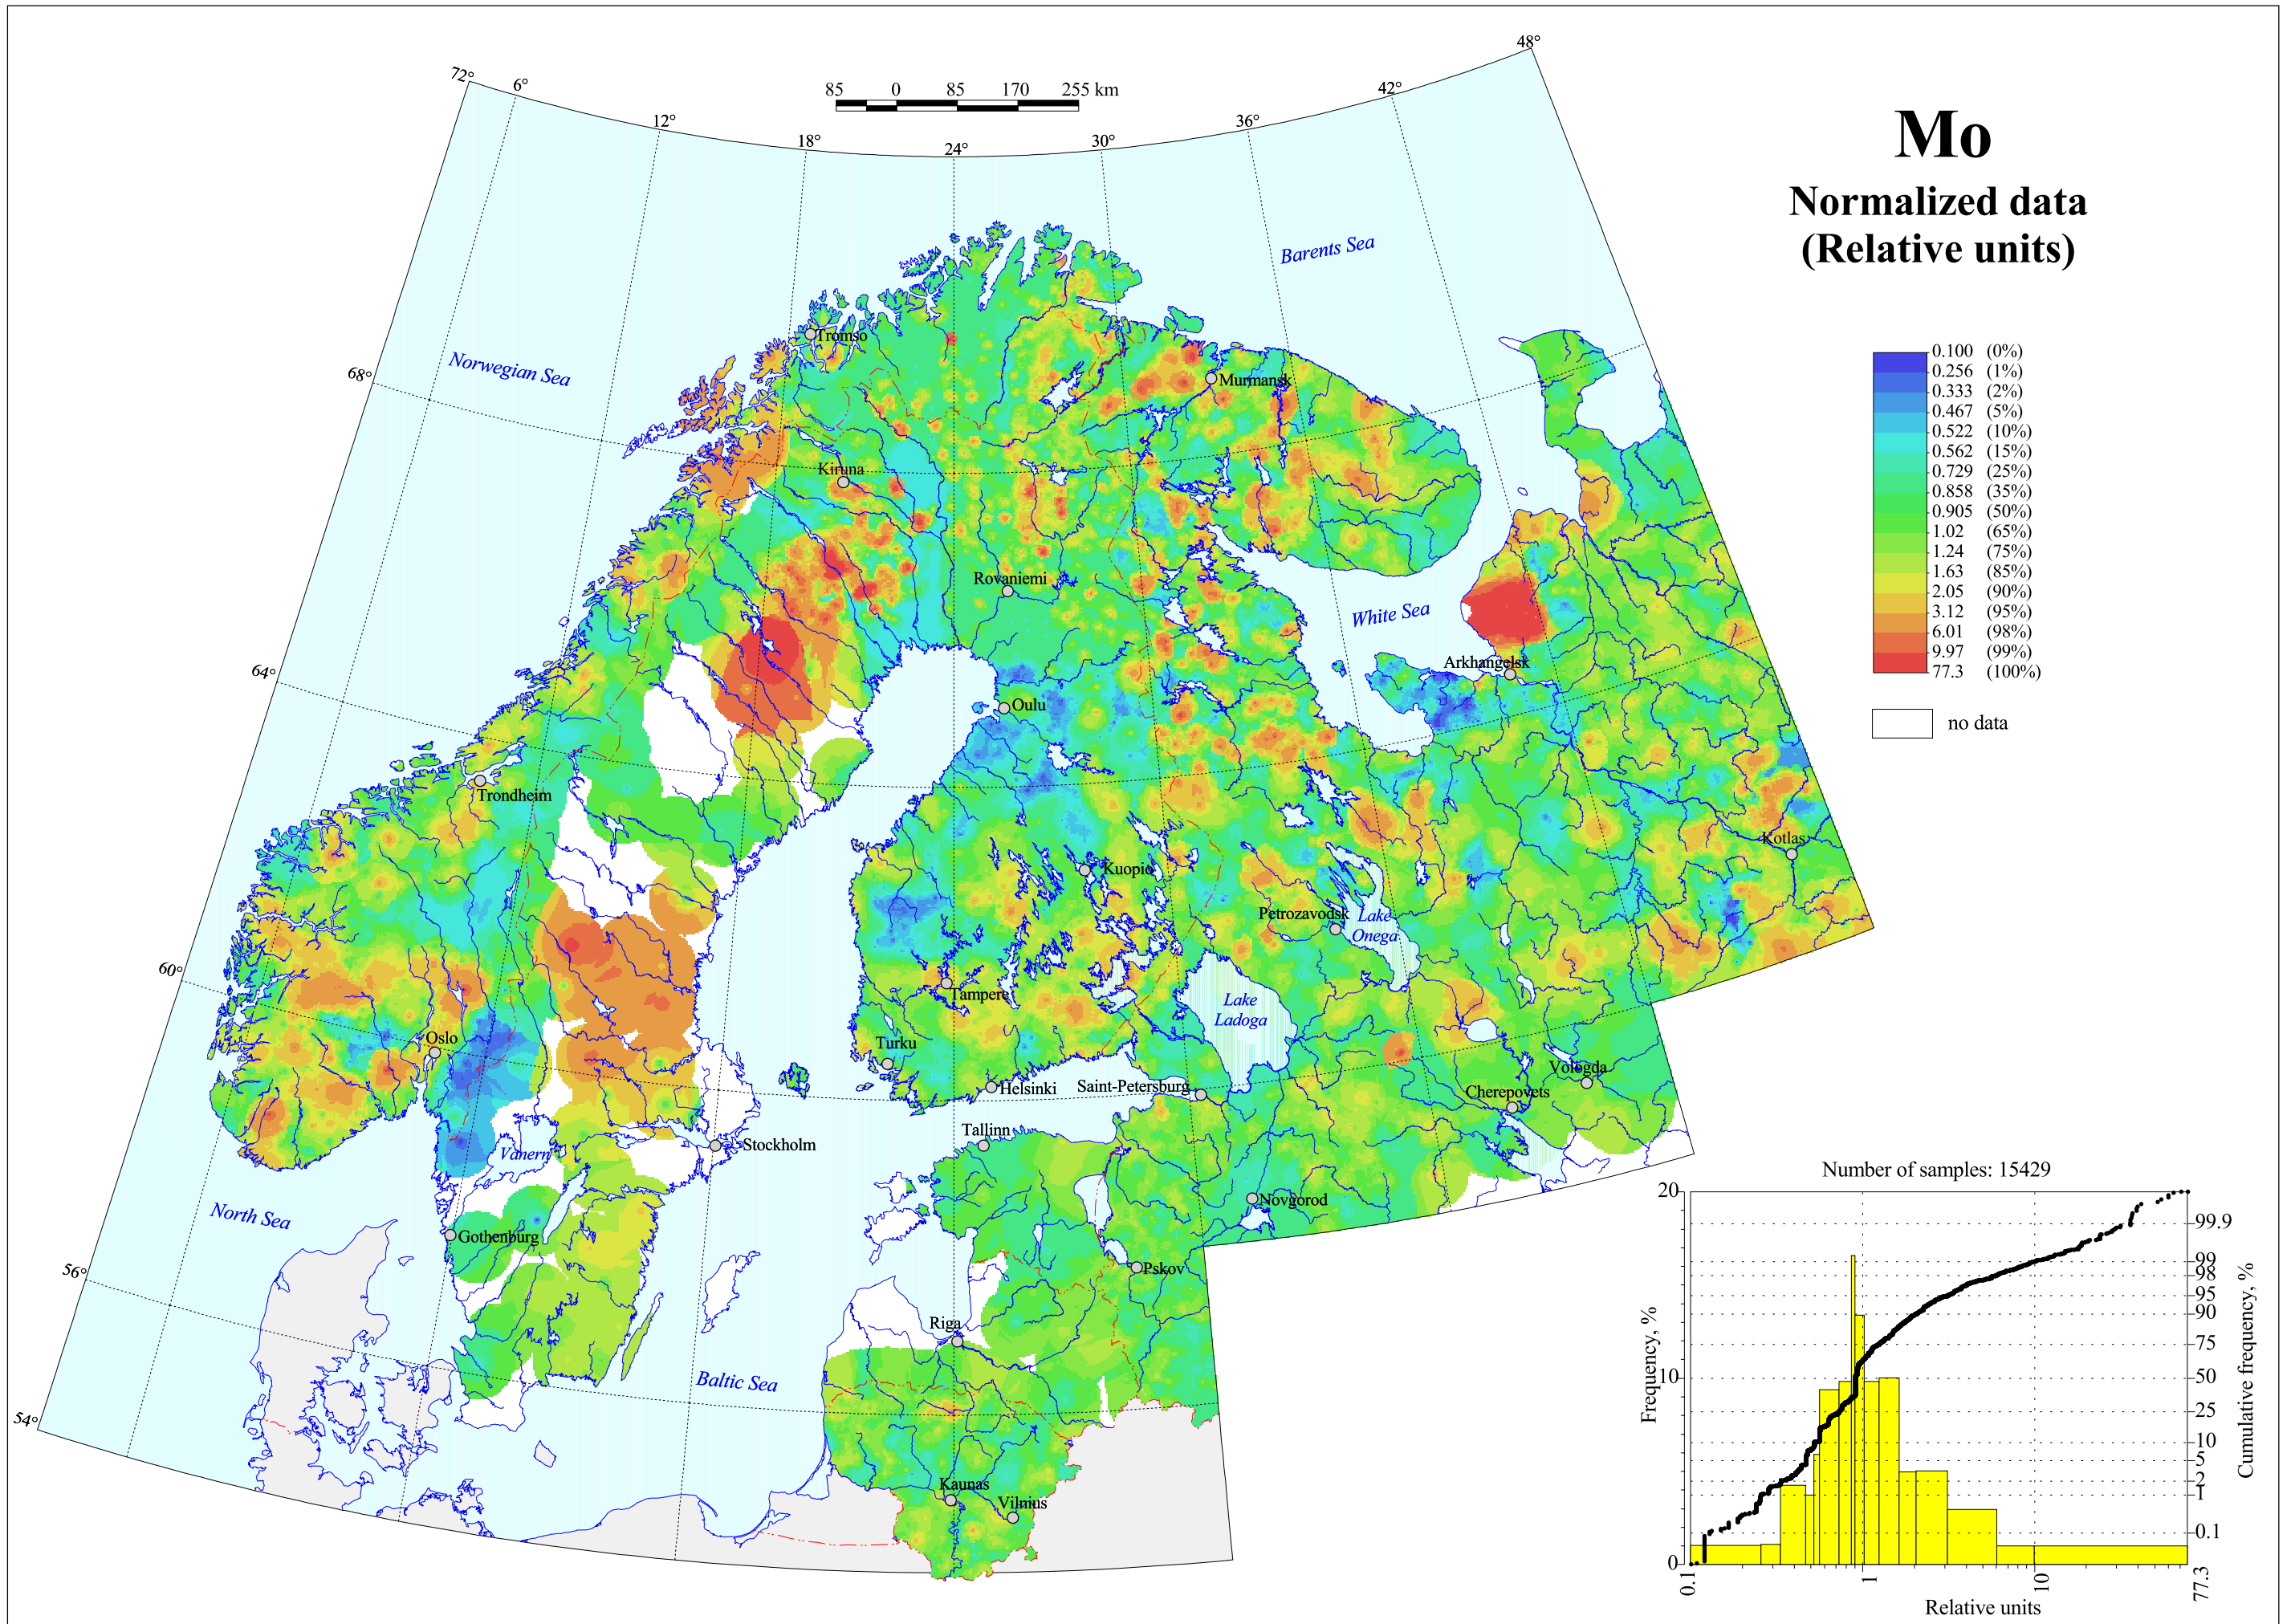 48°
72°
6°
42°
85 0 85 170 255 km
12°
36°
18°
30°
24°
Mo
Normalized data
(Relative units)
Barents Sea
Norwegian Sea
Tromso
68°
Murmansk
Kiruna
Rovaniemi
White Sea
Arkhangelsk
64°
Oulu
Trondheim
Kotlas
Kuopio
Petrozavodsk
Lake
Onega
60°
Tampere
Lake
Ladoga
Oslo
Turku
Helsinki
Saint-Petersburg
Vologda
Cherepovets
Tallinn
Stockholm
Vanern
Novgorod
North Sea
Gothenburg
Pskov
56°
Riga
Baltic Sea
54°
Kaunas
Vilnius
0.100 (0%)
0.256 (1%)
0.333 (2%)
0.467 (5%)
0.522 (10%)
0.562 (15%)
0.729 (25%)
0.858 (35%)
0.905 (50%)
1.02 (65%)
1.24 (75%)
1.63 (85%)
2.05 (90%)
3.12 (95%)
6.01 (98%)
9.97 (99%)
77.3 (100%)
no data
Number of samples: 15429
20
10
0
Frequency, %
99.9
99
98
95
90
75
50
25
10
5
2
1
0.1
Cumulative frequency, %
0.1
1
10
77.3
Relative units